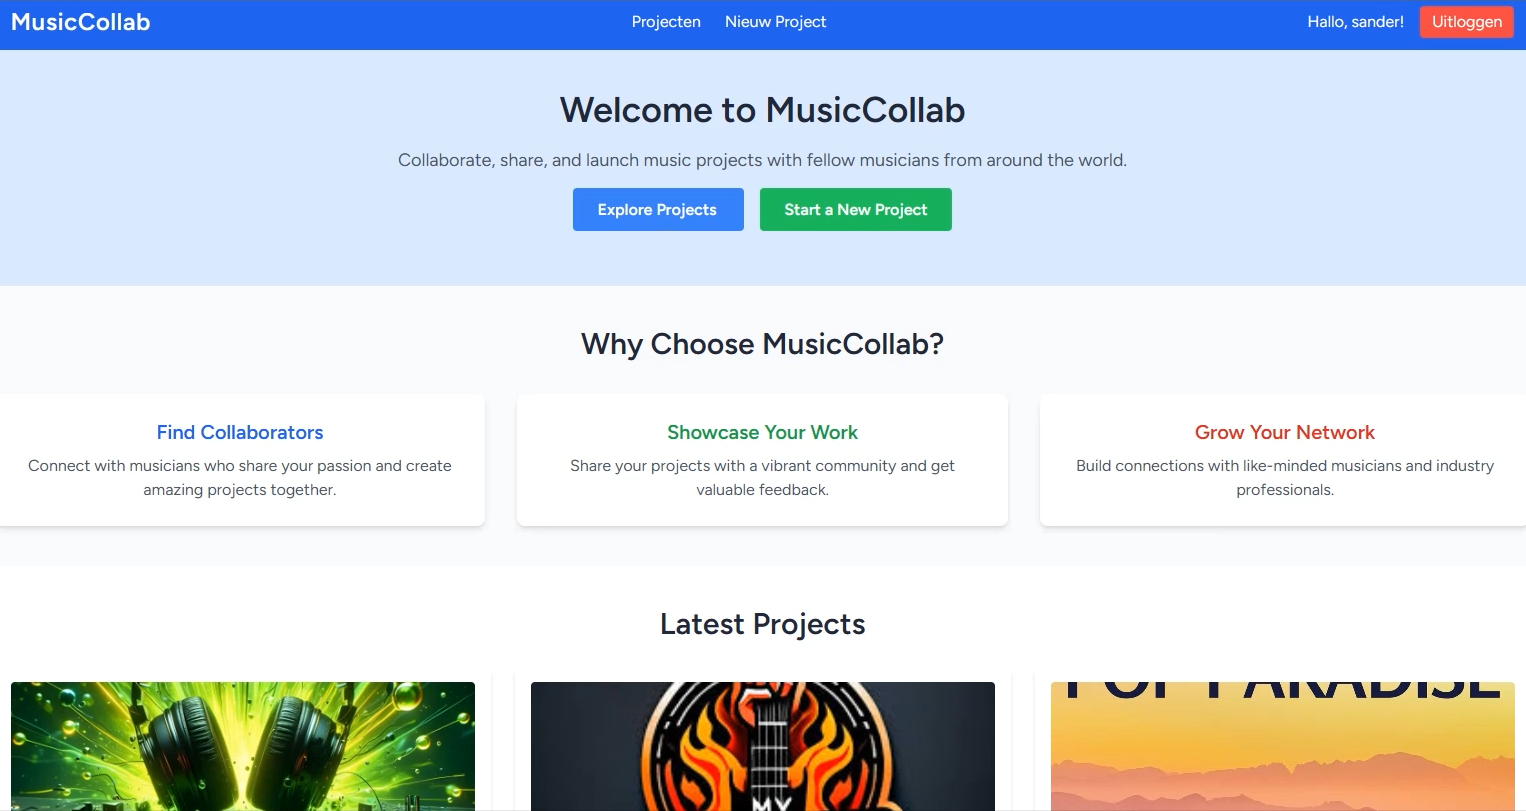 MusicCollab
Projecten
Nieuw Project
Hallo, sander!
Uitloggen
Welcome to MusicCollab
Collaborate, share, and launch music projects with fellow musicians from around the world.
Explore Projects
Start a New Project
Why Choose MusicCollab?
Find Collaborators
Connect with musicians who share your passion and create
amazing projects together.
Showcase Your Work
Share your projects with a vibrant community and get
valuable feedback.
Grow Your Network
Build connections with like-minded musicians and industry
professionals.
Latest Projects
MY
POP PARADISE